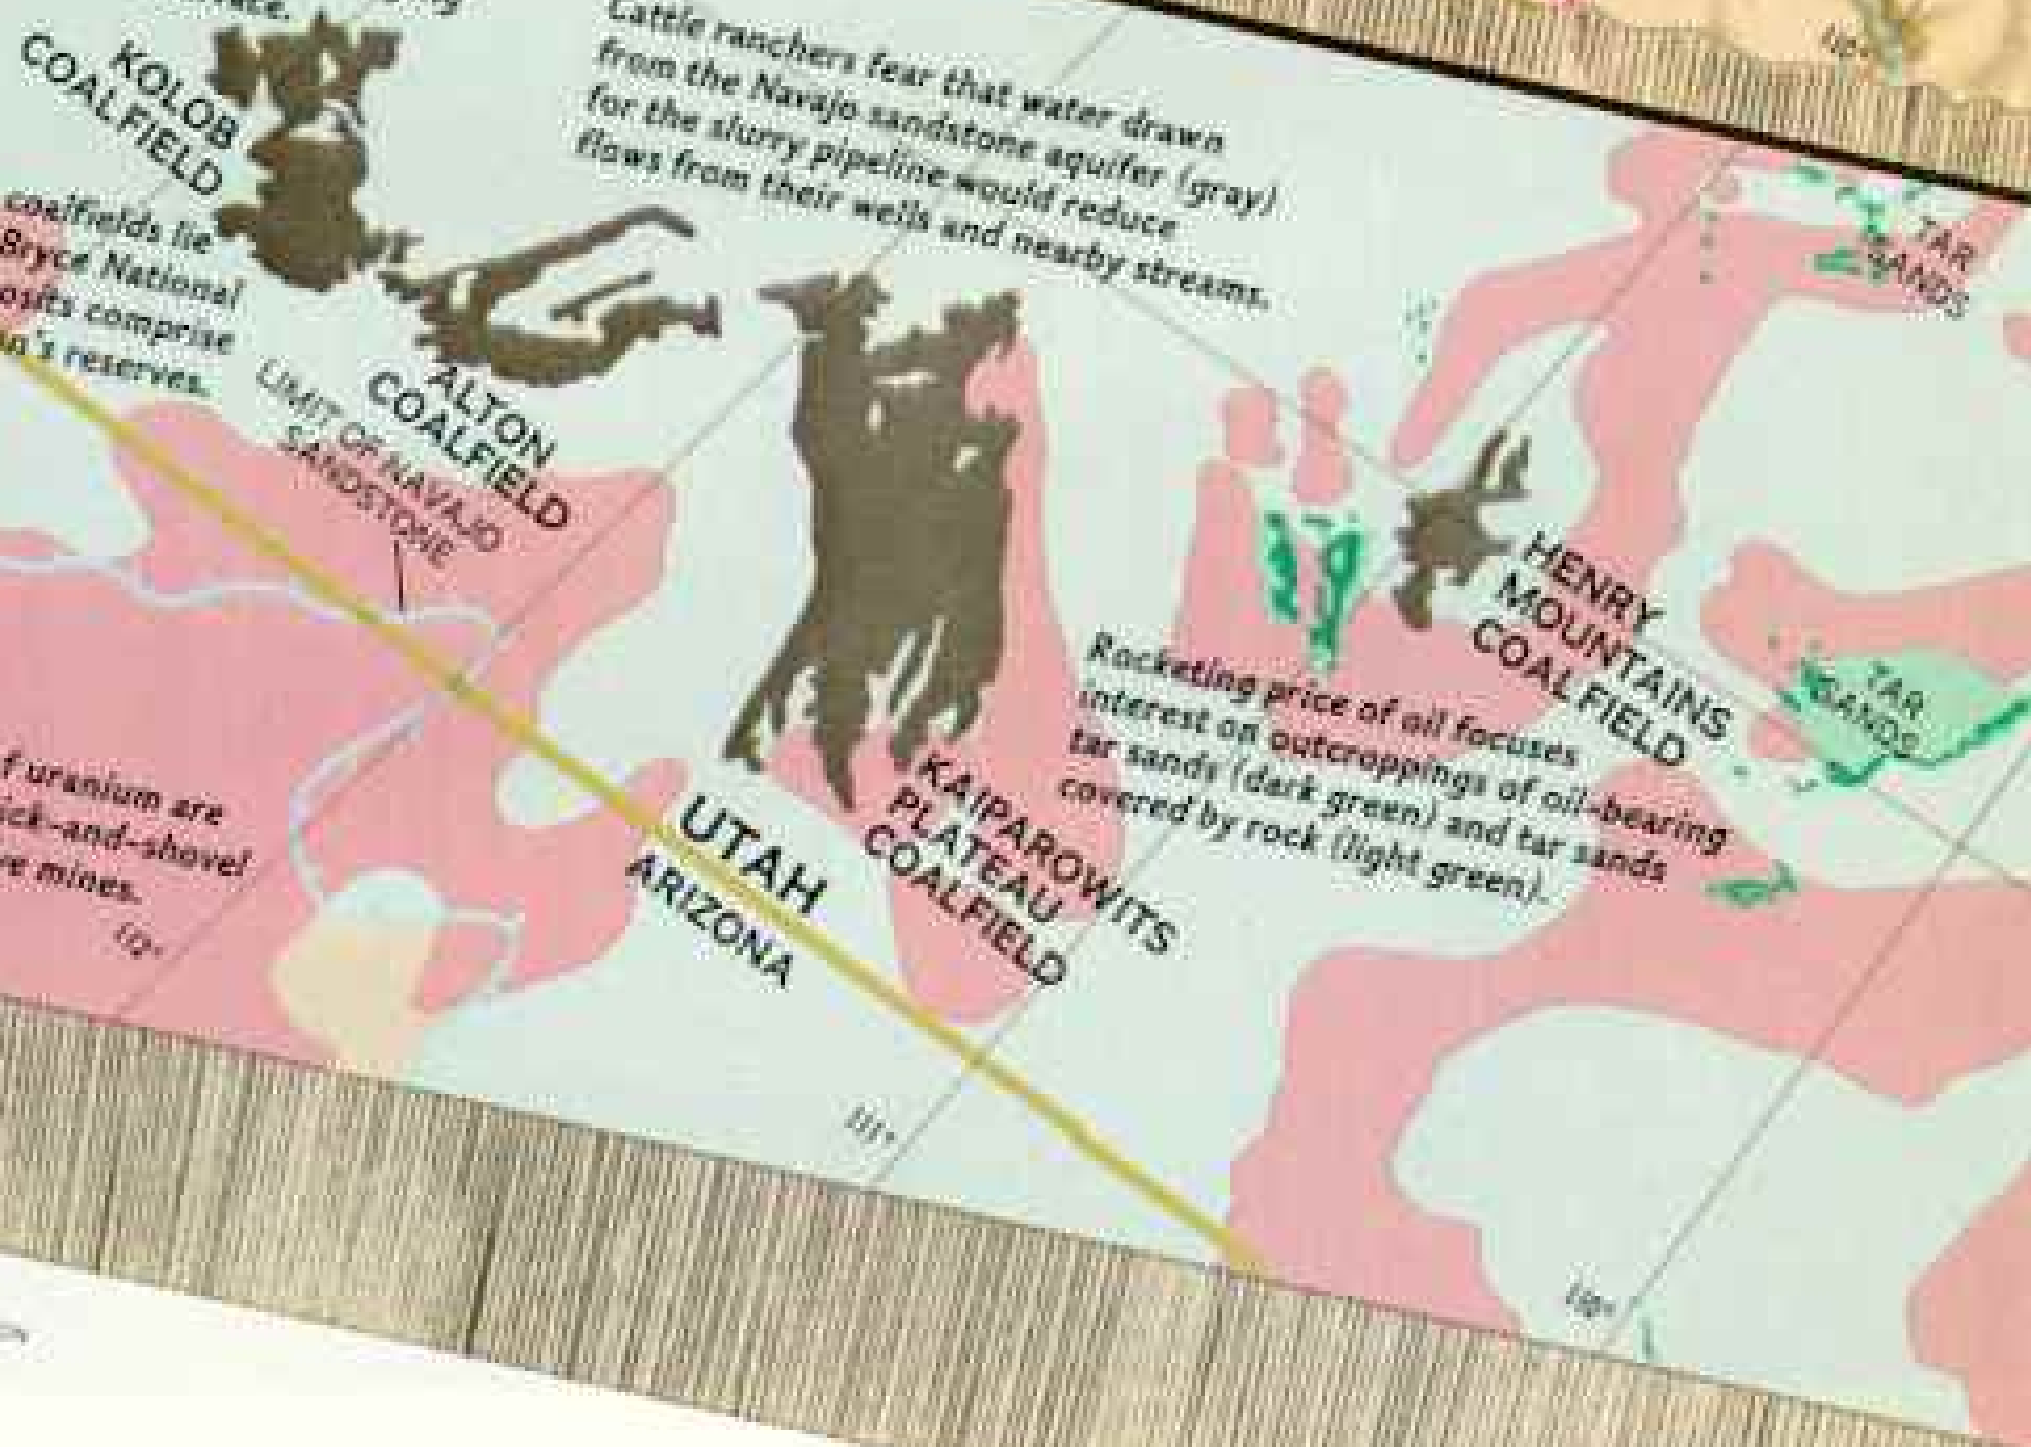 KOLOB
COALFIELD
Cattle ranchers fear that water drawn
from the Navajo sandstone aquifer (gray)
for the slurry pipeline would reduce
flows from their wells and nearby streams.
TAR
SANDS
coalfields lie
Bryce National
comprise
reserves.
ALTON
COALFIELD
LIMIT OF NAVAJO
SANDSTONE
HENRY
MOUNTAINS
COALFIELD
TAR
SANDS
Rocketing price of oil focuses
interest on outcroppings of oil-bearing
tar sands (dark green) and tar sands
covered by rock (light green).
f uranium are
ick-and-shovel
ve mines.
KAIPAROWITS
PLATEAU
COALFIELD
UTAH
ARIZONA
111°